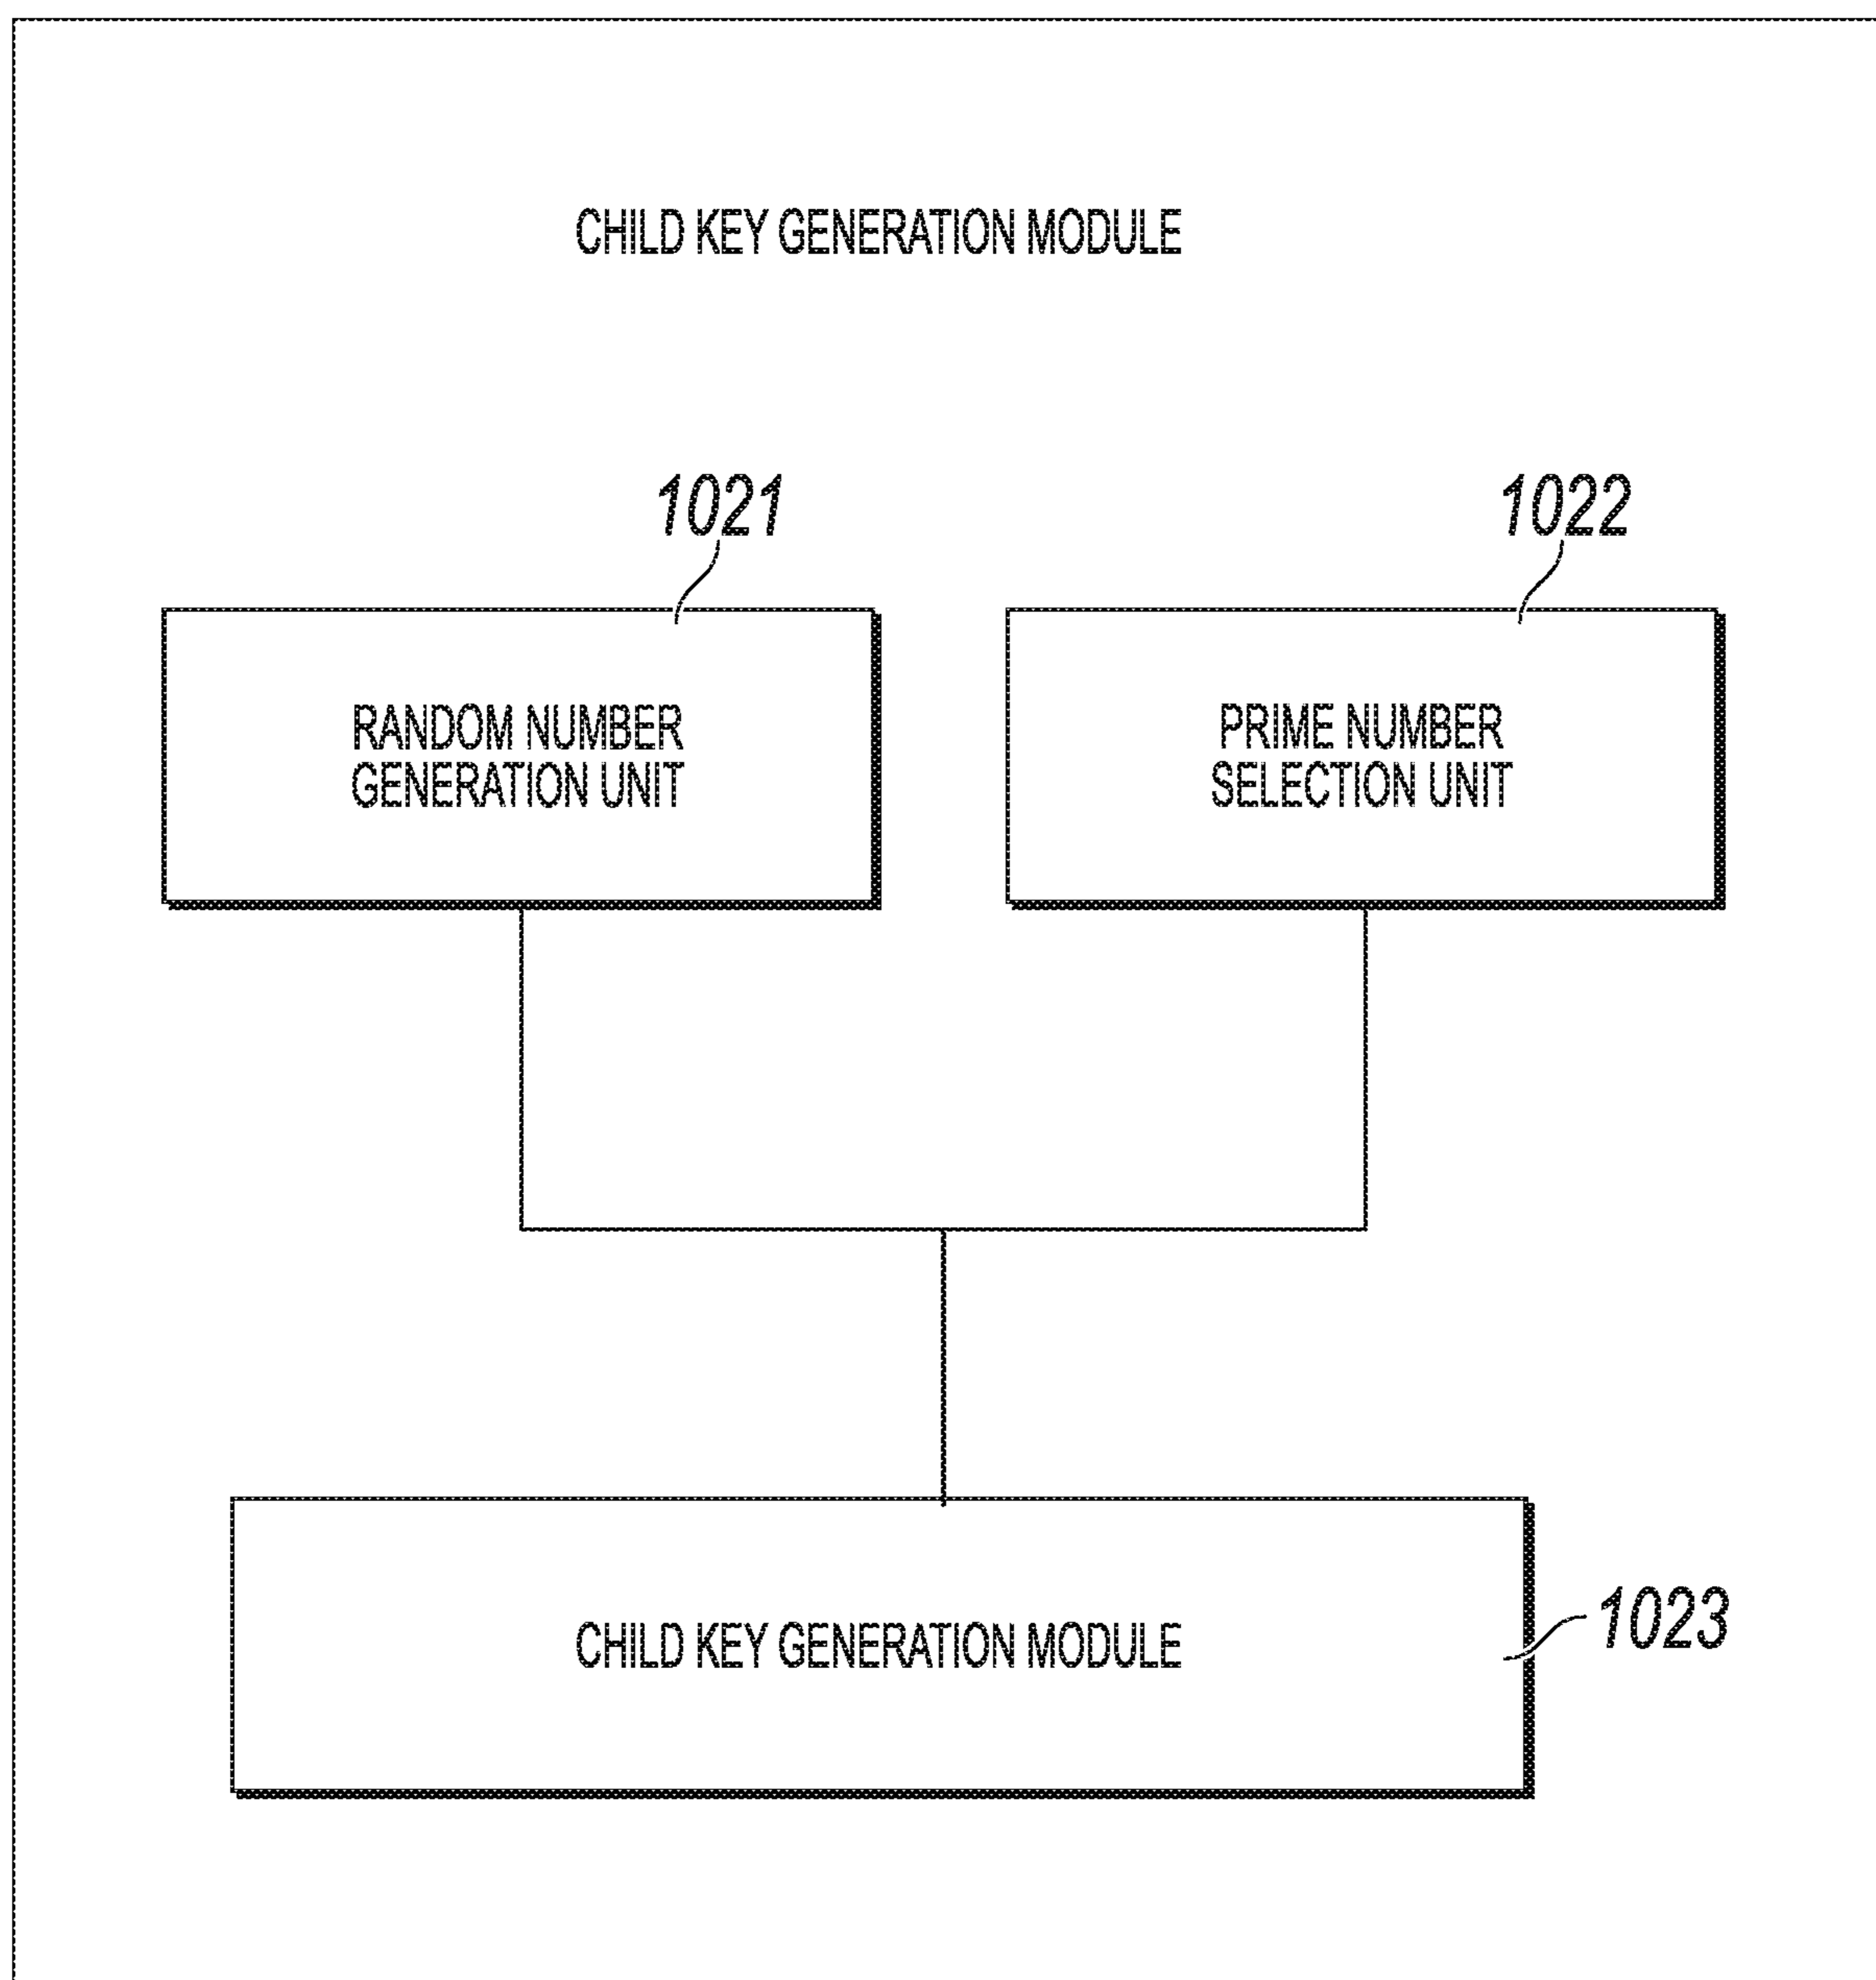 CHILD KEY GENERATION MODULE
1021
1022
RANDOM NUMBER
GENERATION UNIT
PRIME NUMBER
SELECTION UNIT
CHILD KEY GENERATION MODULE
1023